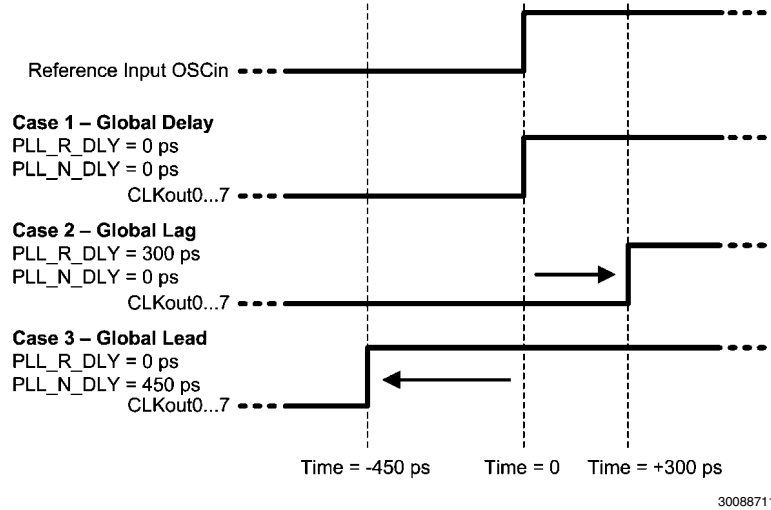 Reference Input OSCin
Case 1 – Global Delay
PLL_R_DLY = 0 ps
PLL_N_DLY = 0 ps
CLKout0...7
Case 2 – Global Lag
PLL_R_DLY = 300 ps
PLL_N_DLY = 0 ps
CLKout0...7
Case 3 – Global Lead
PLL_R_DLY = 0 ps
PLL_N_DLY = 450 ps
CLKout0...7
Time = -450 ps Time = 0 Time = +300 ps
30088711